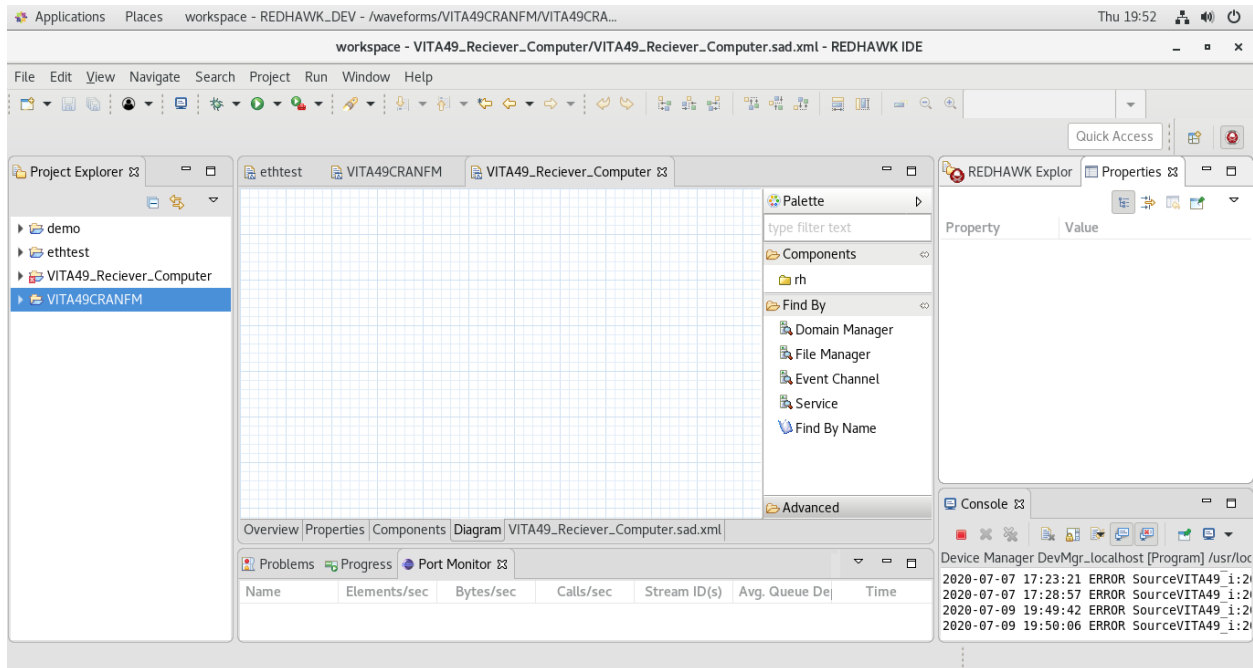 Applications Places workspace - REDHAWK_DEV - /waveforms/VITA49CRANFM/VITA49CRA... Thu 19:52
workspace - VITA49_Reciever_Computer/VITA49_Reciever_Computer.sad.xml - REDHAWK IDE
File Edit View Navigate Search Project Run Window Help
Quick Access
Project Explorer
demo
ethtest
VITA49_Reciever_Computer
VITA49CRANFM
ethtest VITA49CRANFM VITA49_Reciever_Computer
Palette
type filter text
Components
rh
Find By
Domain Manager
File Manager
Event Channel
Service
Find By Name
Advanced
Overview Properties Components Diagram VITA49_Reciever_Computer.sad.xml
Problems Progress Port Monitor
Name Elements/sec Bytes/sec Calls/sec Stream ID(s) Avg. Queue De Time
REDHAWK Explor Properties
Property Value
Console
Device Manager DevMgr_localhost [Program] /usr/loc
2020-07-07 17:23:21 ERROR SourceVITA49_i:2
2020-07-07 17:28:57 ERROR SourceVITA49_i:2
2020-07-09 19:49:42 ERROR SourceVITA49_i:2
2020-07-09 19:50:06 ERROR SourceVITA49_i:2